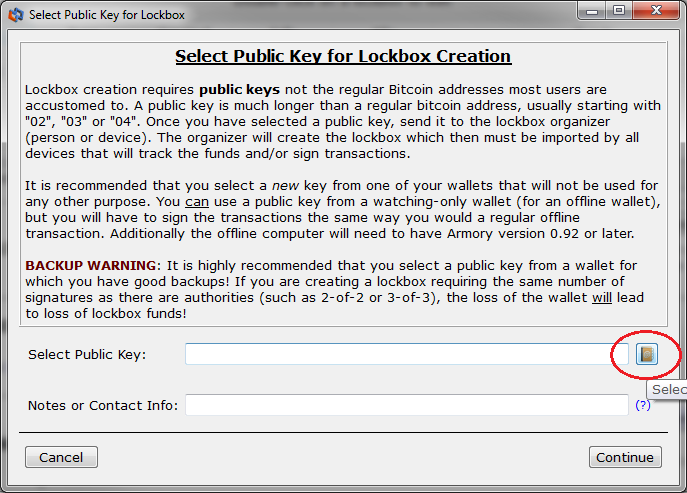 Select Public Key for Lockbox
Select Public Key for Lockbox Creation
Lockbox creation requires public keys not the regular Bitcoin addresses most users are
accustomed to. A public key is much longer than a regular bitcoin address, usually starting with
"02", "03" or "04". Once you have selected a public key, send it to the lockbox organizer
(person or device). The organizer will create the lockbox which then must be imported by all
devices that will track the funds and/or sign transactions.
It is recommended that you select a new key from one of your wallets that will not be used for
any other purpose. You can use a public key from a watching-only wallet (for an offline wallet),
but you will have to sign the transactions the same way you would a regular offline
transaction. Additionally the offline computer will need to have Armory version 0.92 or later.
BACKUP WARNING: It is highly recommended that you select a public key from a wallet for
which you have good backups! If you are creating a lockbox requiring the same number of
signatures as there are authorities (such as 2-of-2 or 3-of-3), the loss of the wallet will lead
to loss of lockbox funds!
Select Public Key:
Selec
Notes or Contact Info: (?)
Cancel Continue